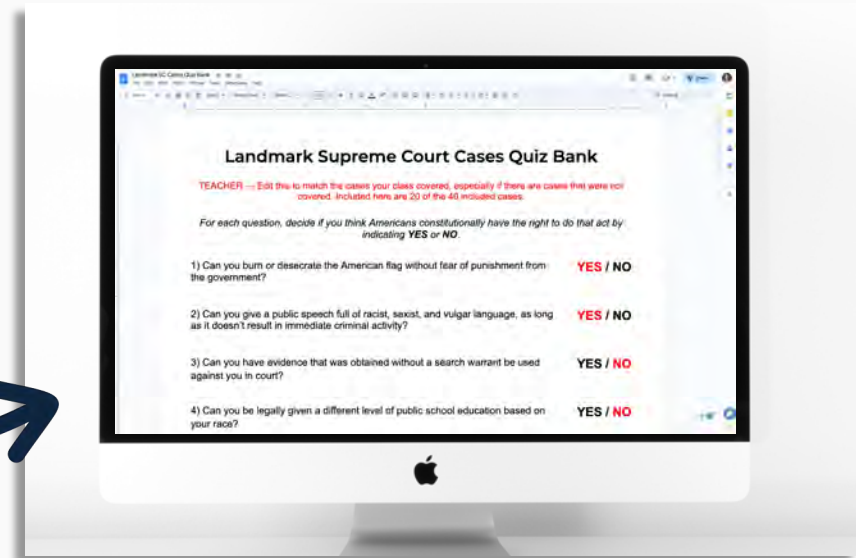 Landmark SC Cases Quiz Bank
Landmark Supreme Court Cases Quiz Bank
TEACHER — Edit this to match the cases your class covered, especially if there are cases that were not
covered. Included here are 20 of the 40 included cases.
For each question, decide if you think Americans constitutionally have the right to do that act by
indicating YES or NO.
1) Can you burn or desecrate the American flag without fear of punishment from YES / NO
the government?
2) Can you give a public speech full of racist, sexist, and vulgar language, as long YES / NO
as it doesn't result in immediate criminal activity?
3) Can you have evidence that was obtained without a search warrant be used YES / NO
against you in court?
4) Can you be legally given a different level of public school education based on YES / NO
your race?